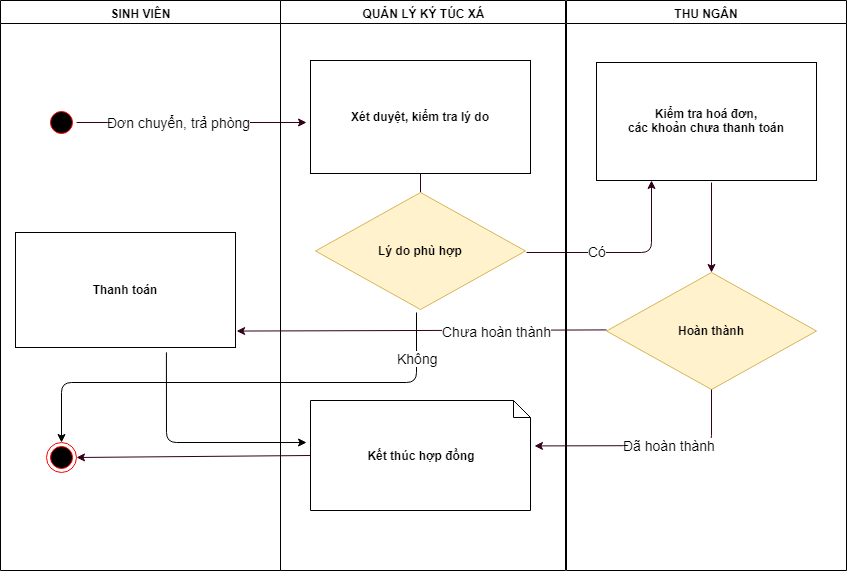 SINH VIÊN
QUẢN LÝ KÝ TÚC XÁ
THU NGÂN
Đơn chuyển, trả phòng
Xét duyệt, kiểm tra lý do
Kiểm tra hoá đơn,
các khoản chưa thanh toán
Lý do phù hợp
Có
Thanh toán
Chưa hoàn thành
Hoàn thành
Không
Kết thúc hợp đồng
Đã hoàn thành